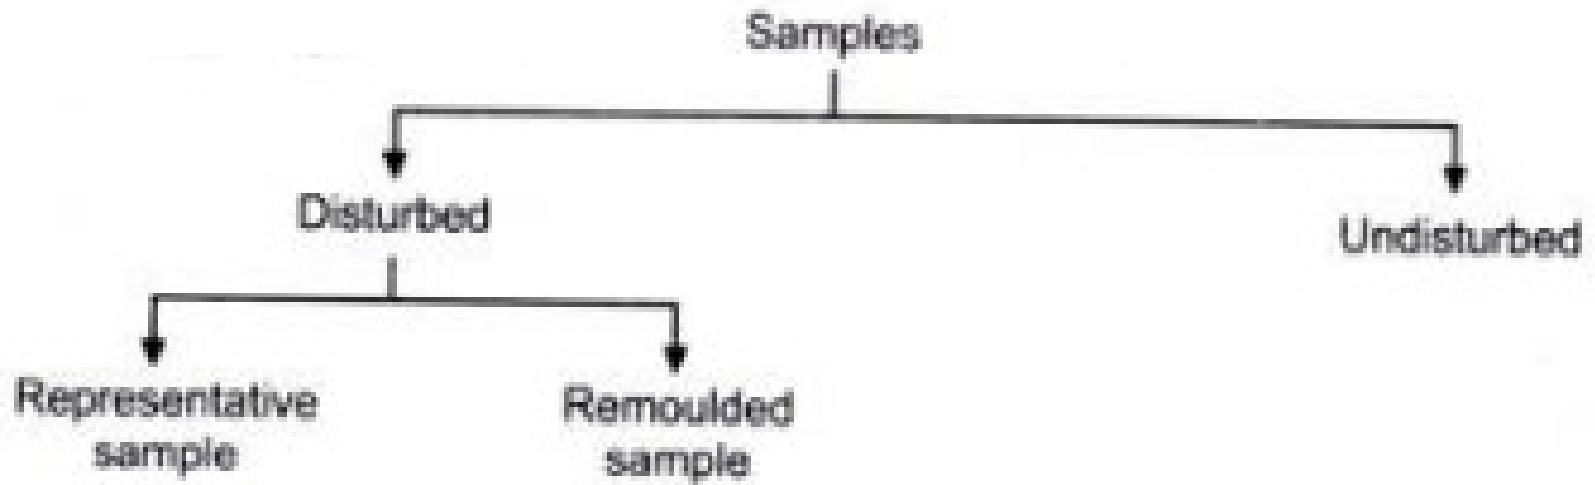 Samples
Disturbed
Undisturbed
Representative
sample
Remoulded
sample